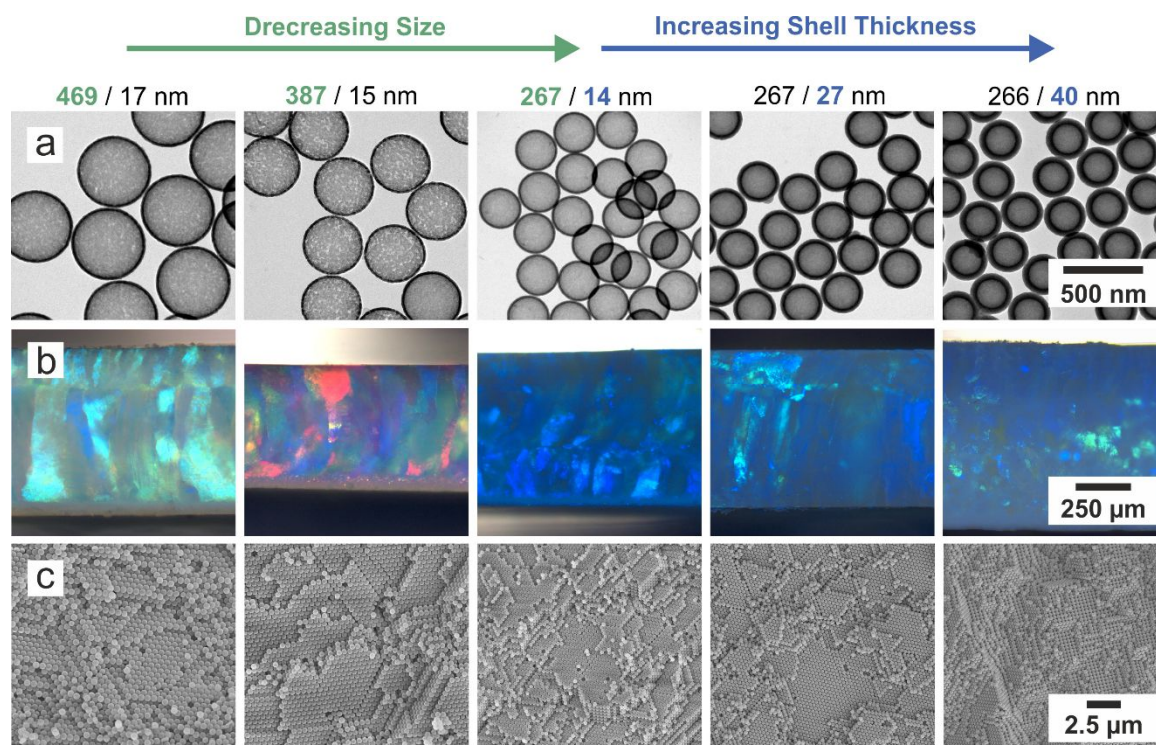 Drecreasing Size
Increasing Shell Thickness
469 / 17 nm
387 / 15 nm
267 / 14 nm
267 / 27 nm
266 / 40 nm
a
500 nm
b
250 µm
c
2.5 µm